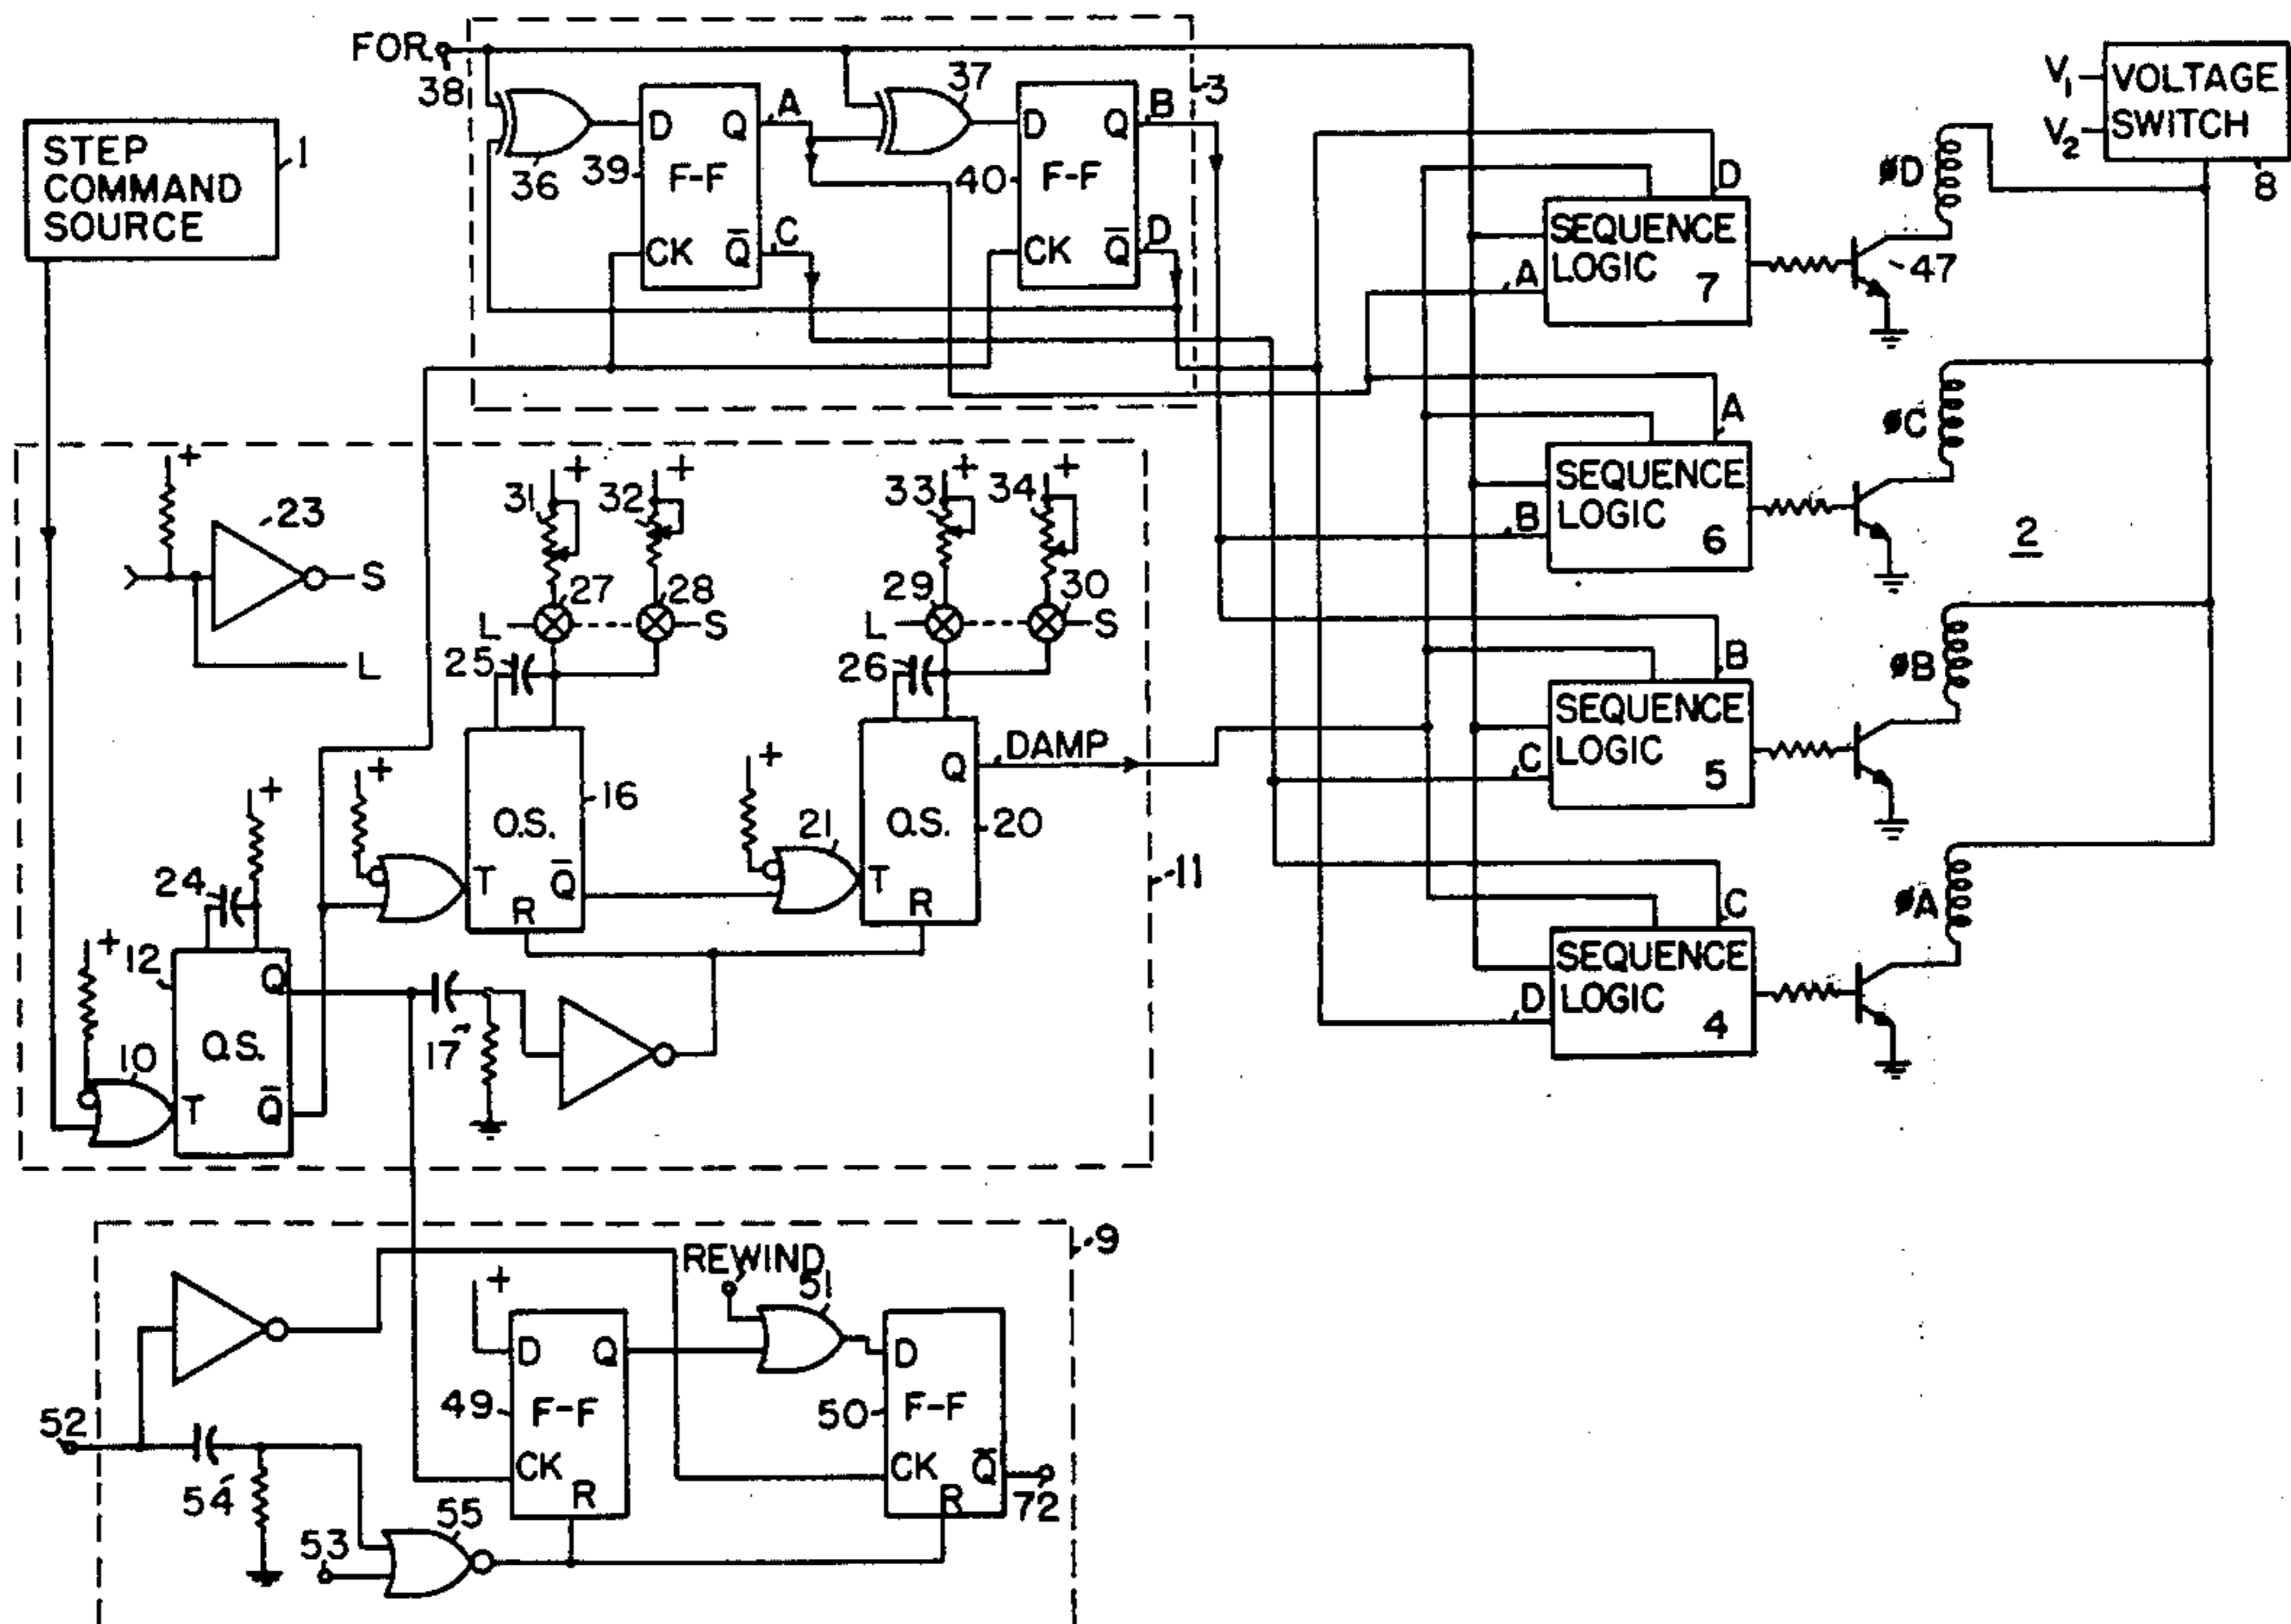 FOR.
38
36
39
D
Q
A
F-F
CK
Q̅
C
37
40
D
Q
B
F-F
CK
Q̅
D
3
STEP
COMMAND
SOURCE
1
V1
V2
VOLTAGE
SWITCH
8
D
A
SEQUENCE
LOGIC
7
47
ØD
A
B
SEQUENCE
LOGIC
6
ØC
2
B
C
SEQUENCE
LOGIC
5
ØB
C
D
SEQUENCE
LOGIC
4
ØA
+
23
S
L
31
+
32
+
33
+
34
+
L
27
28
S
L
29
30
S
25
26
+
16
O.S.
T
Q̅
R
+
21
20
Q
DAMP
O.S.
T
R
11
+
24
+
12
10
Q
O.S.
T
Q̅
17
9
REWIND
51
+
D
Q
49
F-F
CK
R
D
50
F-F
CK
Q̅
R
72
52
54
53
55